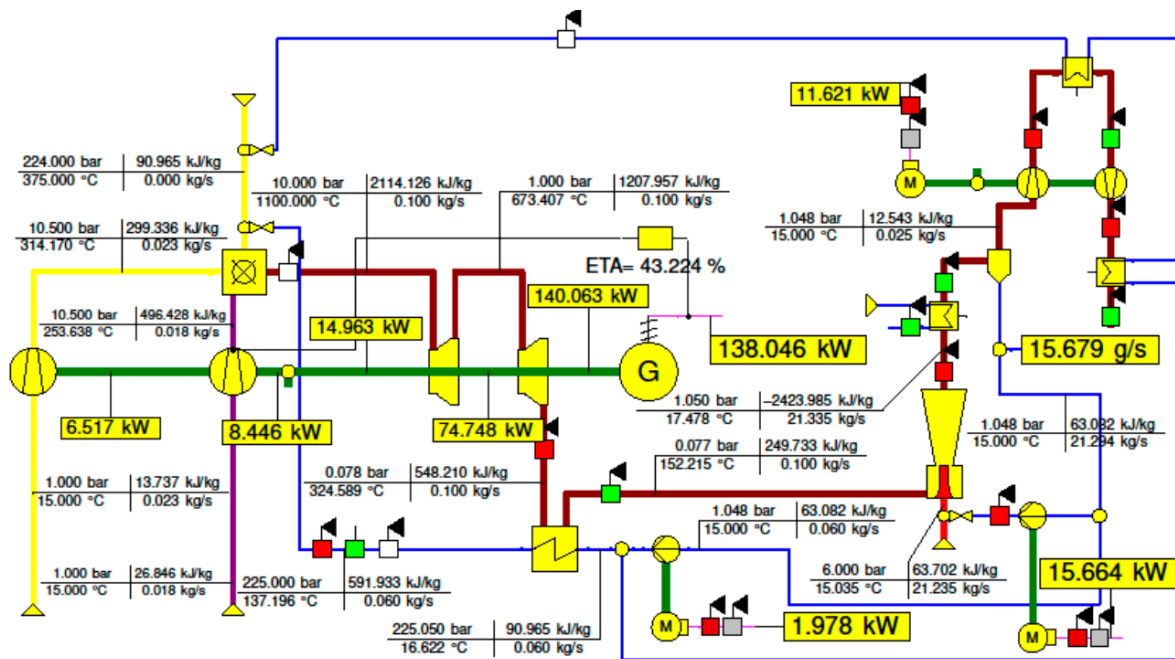 11.621 kW
M
224.000 bar 90.965 kJ/kg
375.000 °C 0.000 kg/s
10.000 bar 2114.126 kJ/kg
1100.000 °C 0.100 kg/s
1.000 bar 1207.957 kJ/kg
673.407 °C 0.100 kg/s
1.048 bar 12.543 kJ/kg
15.000 °C 0.025 kg/s
10.500 bar 299.336 kJ/kg
314.170 °C 0.023 kg/s
ETA= 43.224 %
140.063 kW
10.500 bar 496.428 kJ/kg
253.638 °C 0.018 kg/s
14.963 kW
138.046 kW
15.679 g/s
G
6.517 kW
8.446 kW
74.748 kW
1.050 bar −2423.985 kJ/kg
17.478 °C 21.335 kg/s
1.048 bar 63.082 kJ/kg
15.000 °C 21.294 kg/s
0.077 bar 249.733 kJ/kg
152.215 °C 0.100 kg/s
0.078 bar 548.210 kJ/kg
324.589 °C 0.100 kg/s
1.000 bar 13.737 kJ/kg
15.000 °C 0.023 kg/s
1.048 bar 63.082 kJ/kg
15.000 °C 0.060 kg/s
1.000 bar 26.846 kJ/kg
15.000 °C 0.018 kg/s
225.000 bar 591.933 kJ/kg
137.196 °C 0.060 kg/s
6.000 bar 63.702 kJ/kg
15.035 °C 21.235 kg/s
15.664 kW
M
1.978 kW
M
225.050 bar 90.965 kJ/kg
16.622 °C 0.060 kg/s